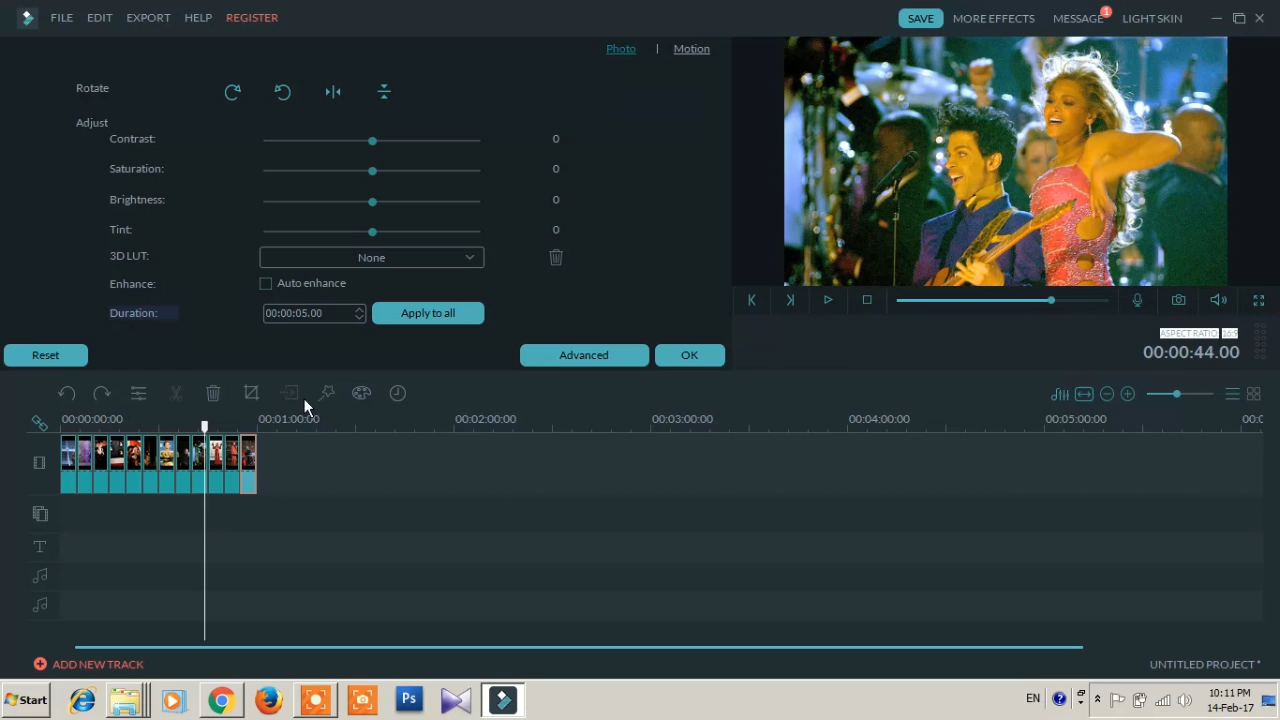 FILE EDIT EXPORT HELP REGISTER SAVE MORE EFFECTS MESSAGE 1 LIGHT SKIN
Photo | Motion
Rotate
Adjust
Contrast: 0
Saturation: 0
Brightness: 0
Tint: 0
3D LUT: None
Enhance: Auto enhance
Duration: 00:00:05.00 Apply to all
ASPECT RATIO 16:9
00:00:44.00
Reset Advanced OK
00:00:00:00 00:01:00:00 00:02:00:00 00:03:00:00 00:04:00:00 00:05:00:00 00:0
T
ADD NEW TRACK UNTITLED PROJECT *
Start Ps EN 10:11 PM
14-Feb-17